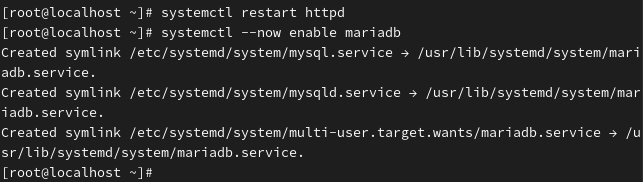 [root@localhost ~]# systemctl restart httpd
[root@localhost ~]# systemctl --now enable mariadb
Created symlink /etc/systemd/system/mysql.service → /usr/lib/systemd/system/mari
adb.service.
Created symlink /etc/systemd/system/mysqld.service → /usr/lib/systemd/system/mar
iadb.service.
Created symlink /etc/systemd/system/multi-user.target.wants/mariadb.service → /u
sr/lib/systemd/system/mariadb.service.
[root@localhost ~]#